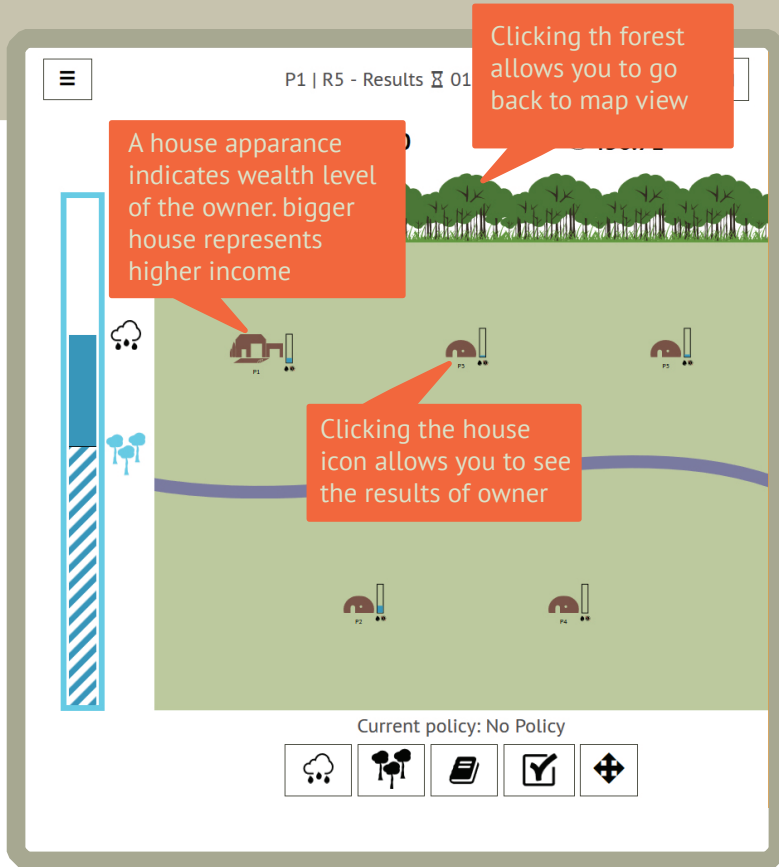 Clicking th forest
allows you to go
back to map view
P1 | R5 - Results 01
A house apparance
indicates wealth level
of the owner. bigger
house represents
higher income
P1
Clicking the house
icon allows you to see
the results of owner
P2
P4
Current policy: No Policy